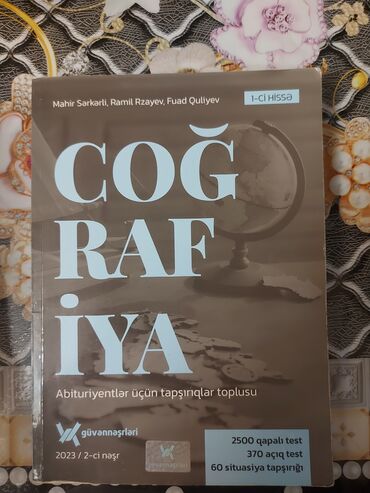 Mahir Sərkərli, Ramil Rzayev, Fuad Quliyev
1-Cİ HİSSƏ
COĞ
RAF
İYA
Abituriyentlər üçün tapşırıqlar toplusu
güvənnəşrləri
2023 / 2-ci nəşr
2500 qapalı test
370 açıq test
60 situasiya tapşırığı